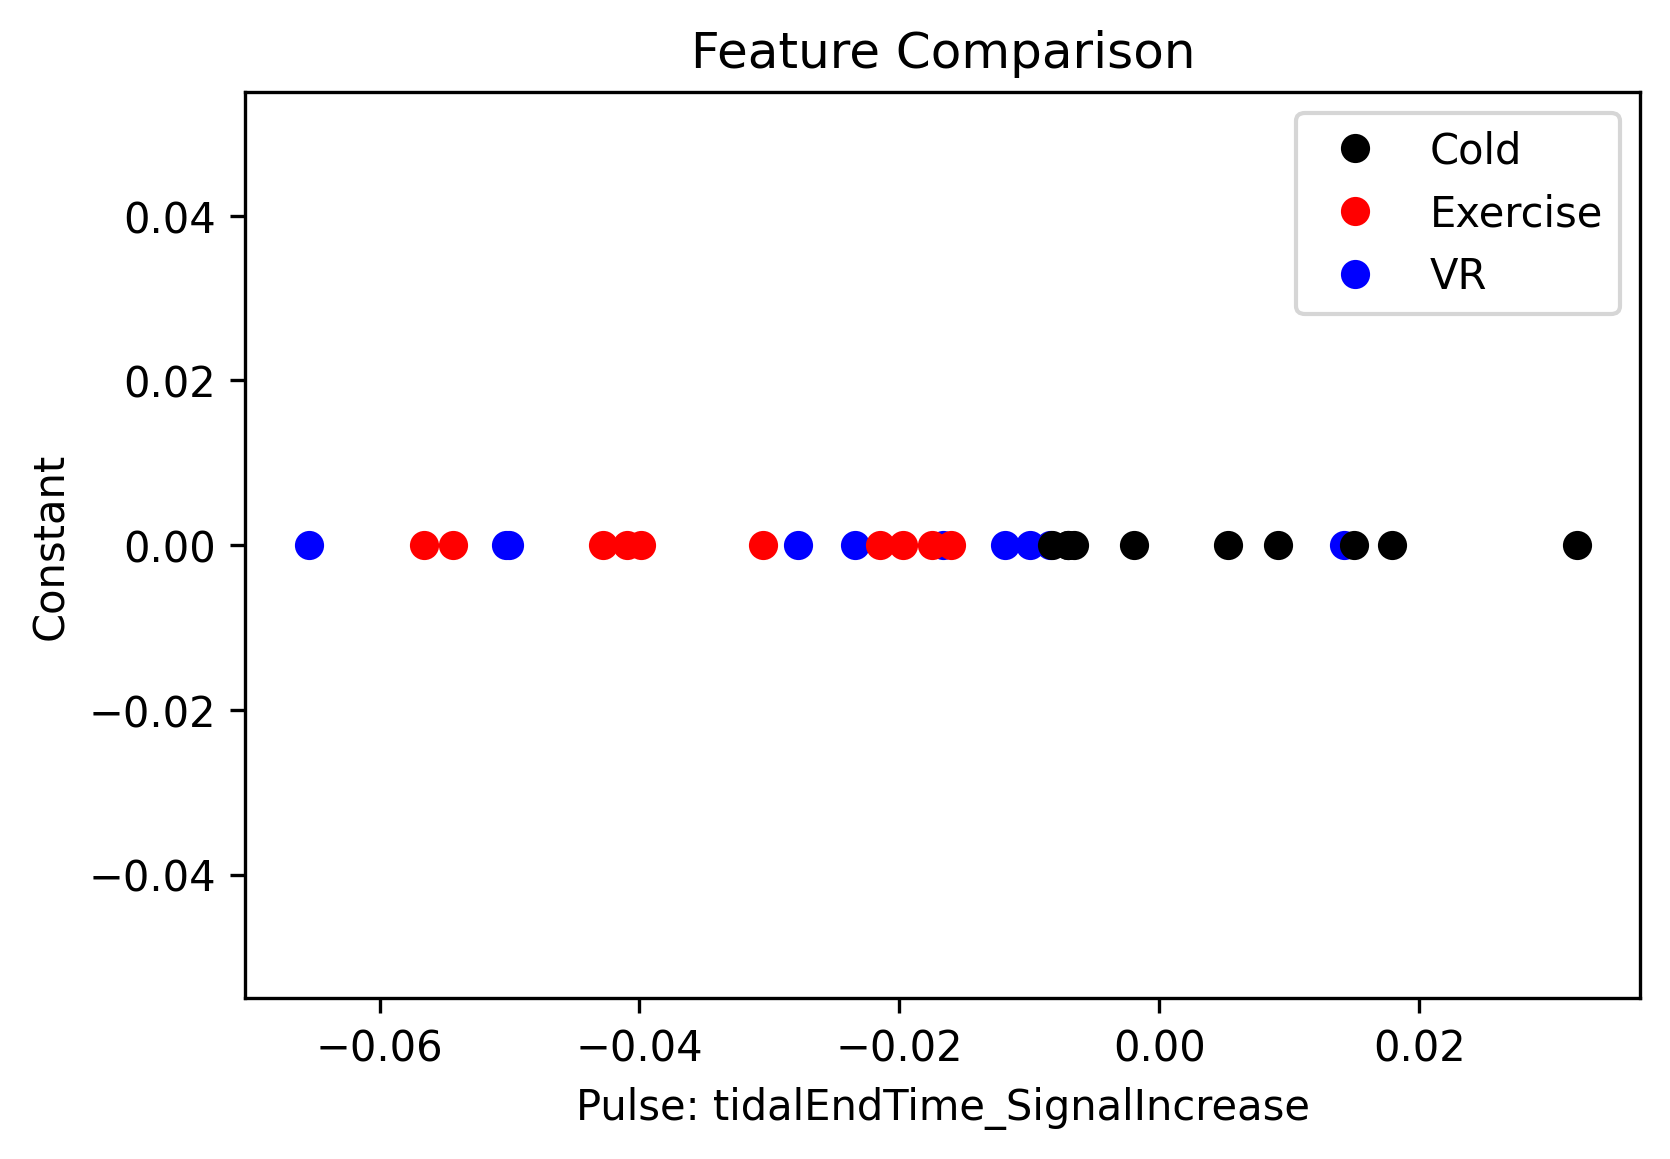 Feature Comparison
Cold
Exercise
VR
0.04
0.02
0.00
−0.02
−0.04
Constant
−0.06
−0.04
−0.02
0.00
0.02
Pulse: tidalEndTime_SignalIncrease